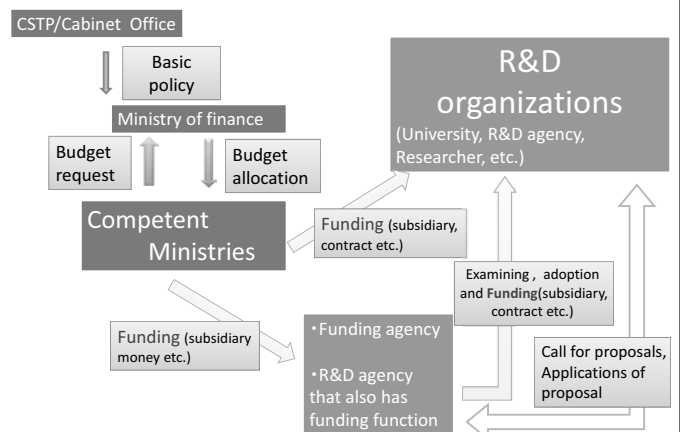 CSTP/Cabinet Office
Basic
policy
Ministry of finance
Budget
request
Budget
allocation
Competent
Ministries
R&D
organizations
(University, R&D agency,
Researcher, etc.)
Funding (subsidiary,
contract etc.)
Examining , adoption
and Funding(subsidiary,
contract etc.)
Funding (subsidiary
money etc.)
・Funding agency
・R&D agency
that also has
funding function
Call for proposals,
Applications of
proposal